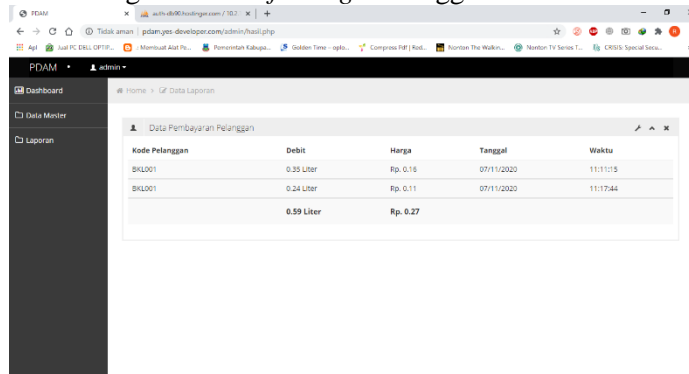 PDAM
auth-db90.hostinger.com / 10.2.
Tidak aman | pdam.yes-developer.com/admin/hasil.php
Apl
Jual PC DELL OPTIP...
: Membuat Alat Pe...
Pemerintah Kabupa...
Golden Time – oplo...
Compress Pdf | Red...
Nonton The Walkin...
Nonton TV Series T...
CRISIS: Special Secu...
PDAM
admin
Dashboard
Home > Data Laporan
Data Master
Laporan
Data Pembayaran Pelanggan
Kode Pelanggan Debit Harga Tanggal Waktu
BKL001 0.35 Liter Rp. 0.16 07/11/2020 11:11:15
BKL001 0.24 Liter Rp. 0.11 07/11/2020 11:17:44
0.59 Liter Rp. 0.27